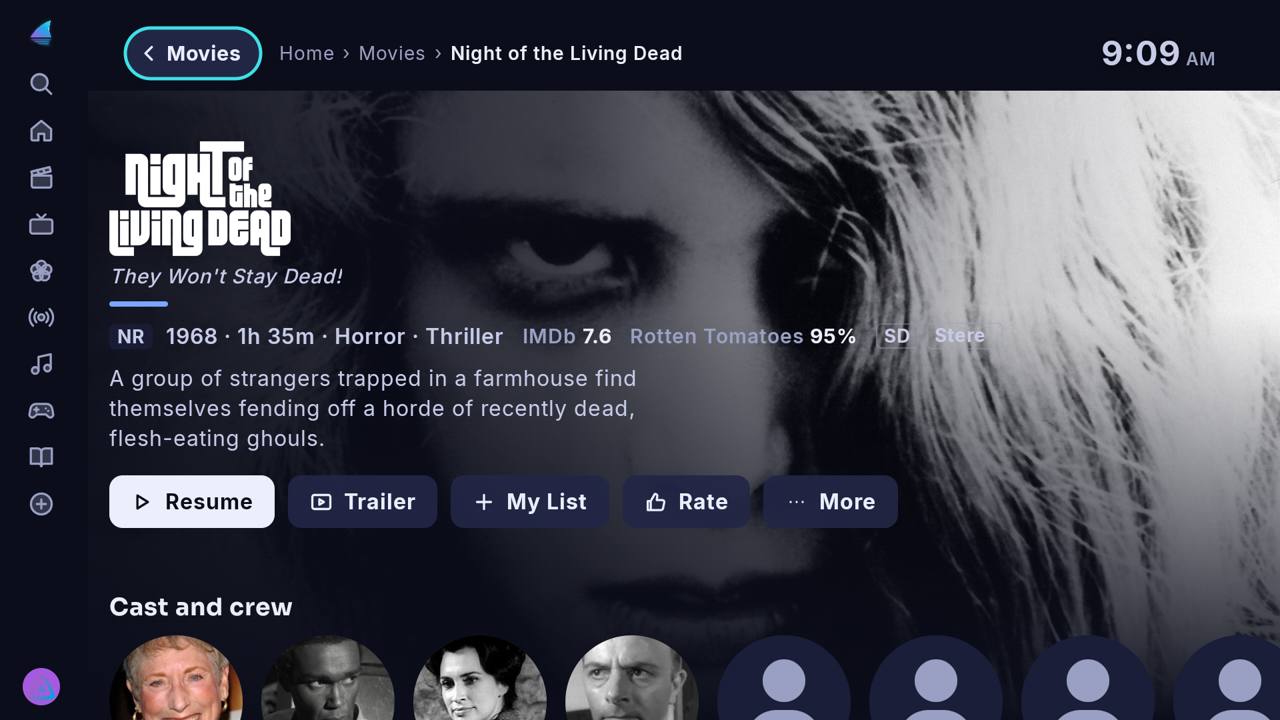 Movies
Home › Movies › Night of the Living Dead
9:09 AM
Night of the Living Dead
They Won't Stay Dead!
NR 1968 · 1h 35m · Horror · Thriller IMDb 7.6 Rotten Tomatoes 95% SD Stere
A group of strangers trapped in a farmhouse find
themselves fending off a horde of recently dead,
flesh-eating ghouls.
Resume
Trailer
My List
Rate
More
Cast and crew